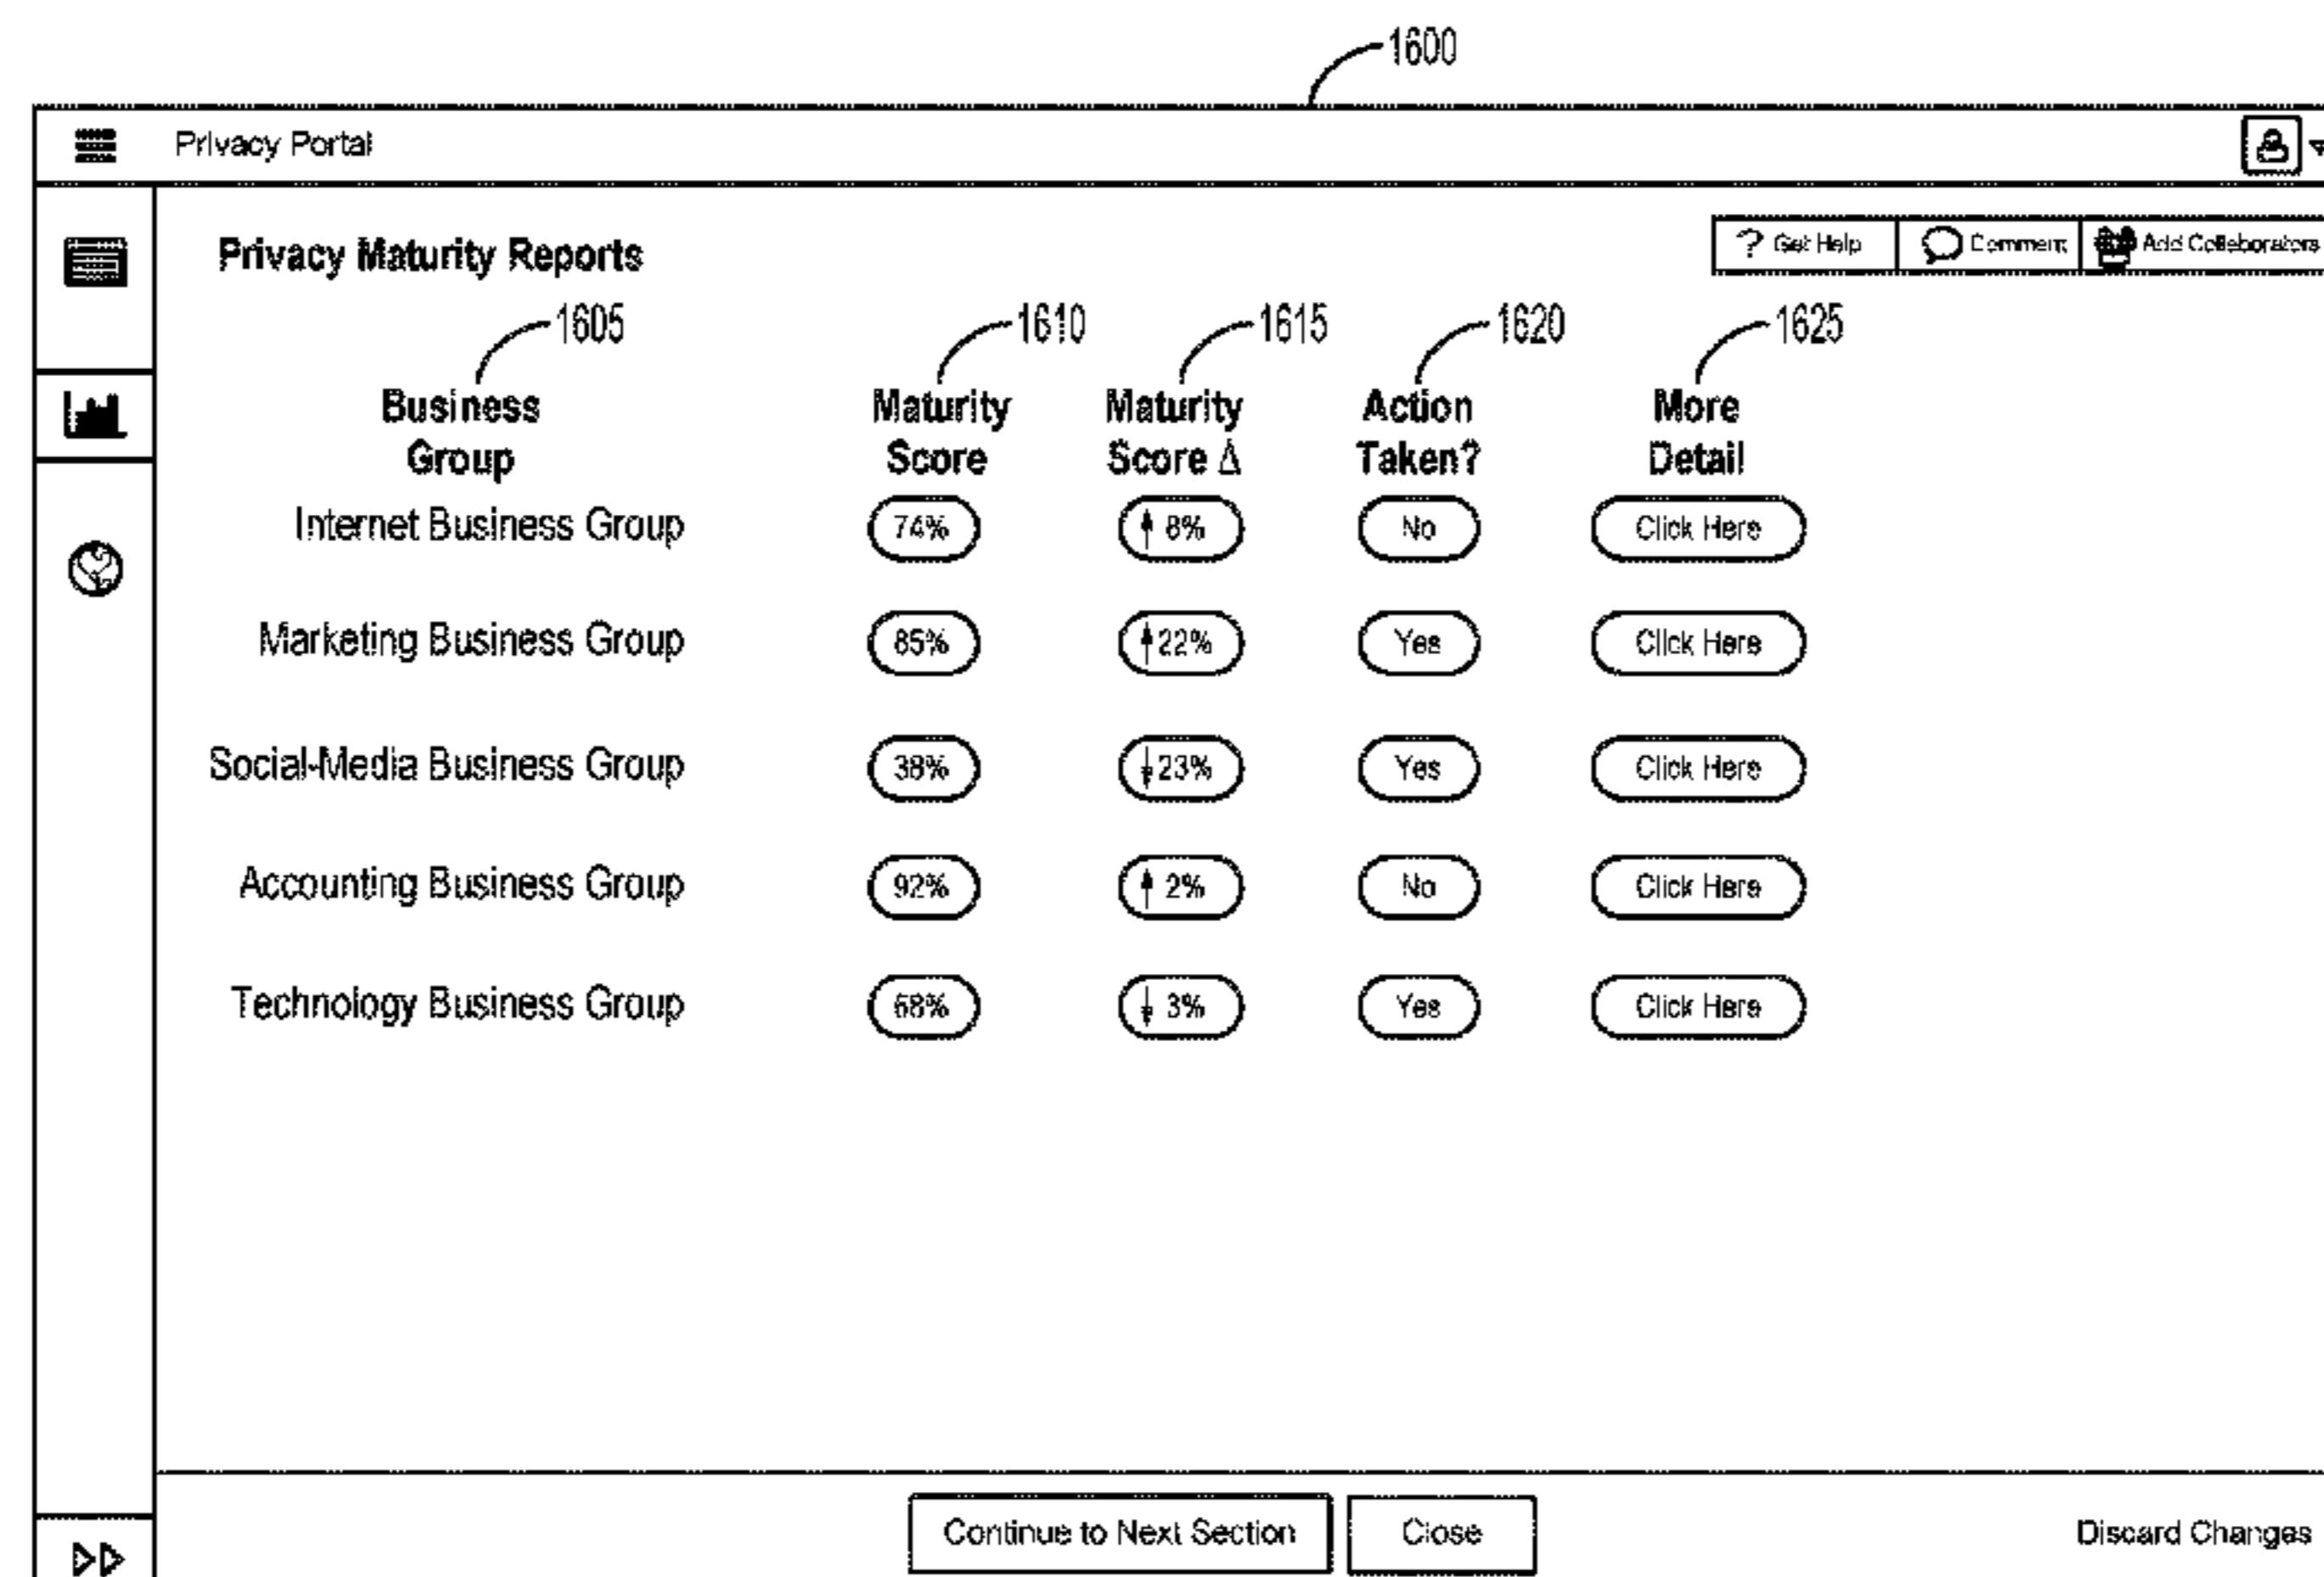 1600
Privacy Portal
Privacy Maturity Reports
? Get Help Comment Add Collaborators
1605 1610 1615 1620 1625
Business Maturity Maturity Action More
Group Score Score Δ Taken? Detail
Internet Business Group 74% ↑ 8% No Click Here
Marketing Business Group 85% ↑ 22% Yes Click Here
Social-Media Business Group 38% ↓ 23% Yes Click Here
Accounting Business Group 92% ↑ 2% No Click Here
Technology Business Group 68% ↓ 3% Yes Click Here
Continue to Next Section Close Discard Changes